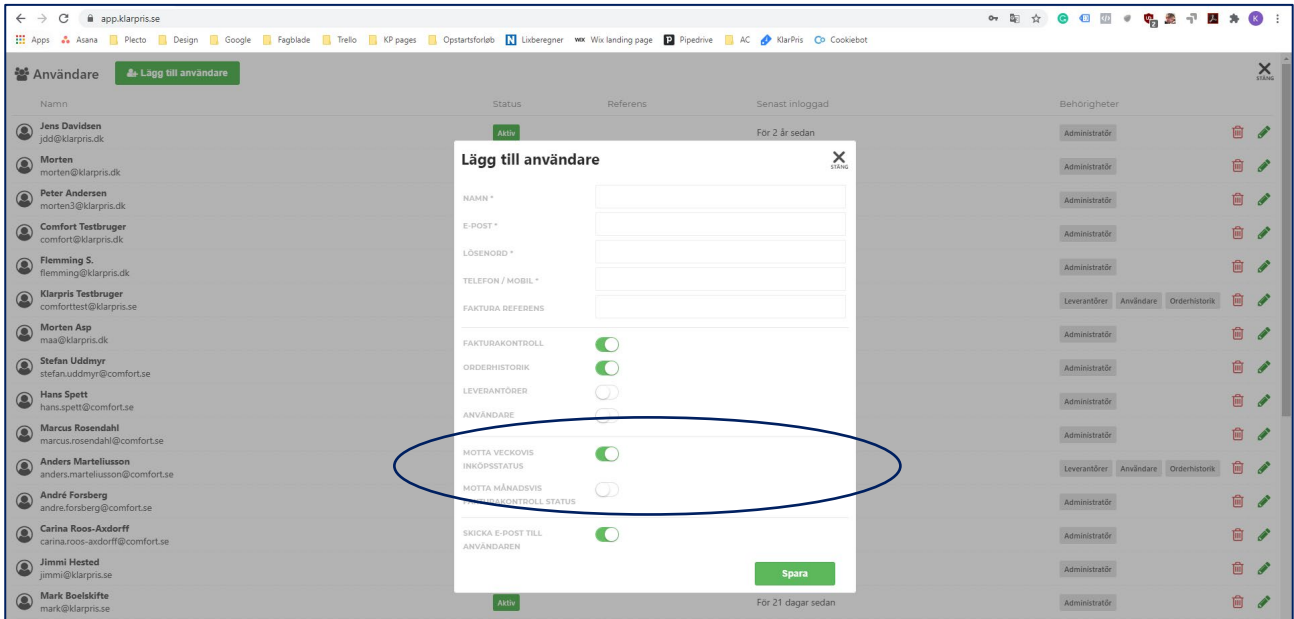 app.klarpris.se
Apps Asana Plecto Design Google Fagblade Trello KP pages Opstartsforløb N Lixberegner WIX Wix landing page P Pipedrive AC KlarPris Cookiebot
Användare Lägg till användare STÄNG
Namn Status Referens Senast inloggad Behörigheter
Jens Davidsen
jdd@klarpris.dk Aktiv För 2 år sedan Administratör
Morten
morten@klarpris.dk Administratör
Peter Andersen
morten3@klarpris.dk Administratör
Comfort Testbruger
comfort@klarpris.dk Administratör
Flemming S.
flemming@klarpris.dk Administratör
Klarpris Testbruger
comforttest@klarpris.se Leverantörer Användare Orderhistorik
Morten Asp
maa@klarpris.dk Administratör
Stefan Uddmyr
stefan.uddmyr@comfort.se Administratör
Hans Spett
hans.spett@comfort.se Administratör
Marcus Rosendahl
marcus.rosendahl@comfort.se Administratör
Anders Marteliusson
anders.marteliusson@comfort.se Leverantörer Användare Orderhistorik
André Forsberg
andre.forsberg@comfort.se Administratör
Carina Roos-Axdorff
carina.roos-axdorff@comfort.se Administratör
Jimmi Hested
jimmi@klarpris.se Administratör
Mark Boelskifte
mark@klarpris.se Aktiv För 21 dagar sedan Administratör
Lägg till användare STÄNG
NAMN *
E-POST *
LÖSENORD *
TELEFON / MOBIL *
FAKTURA REFERENS
FAKTURAKONTROLL
ORDERHISTORIK
LEVERANTÖRER
ANVÄNDARE
MOTTA VECKOVIS
INKÖPSSTATUS
MOTTA MÅNADSVIS
FAKTURAKONTROLL STATUS
SKICKA E-POST TILL
ANVÄNDAREN
Spara